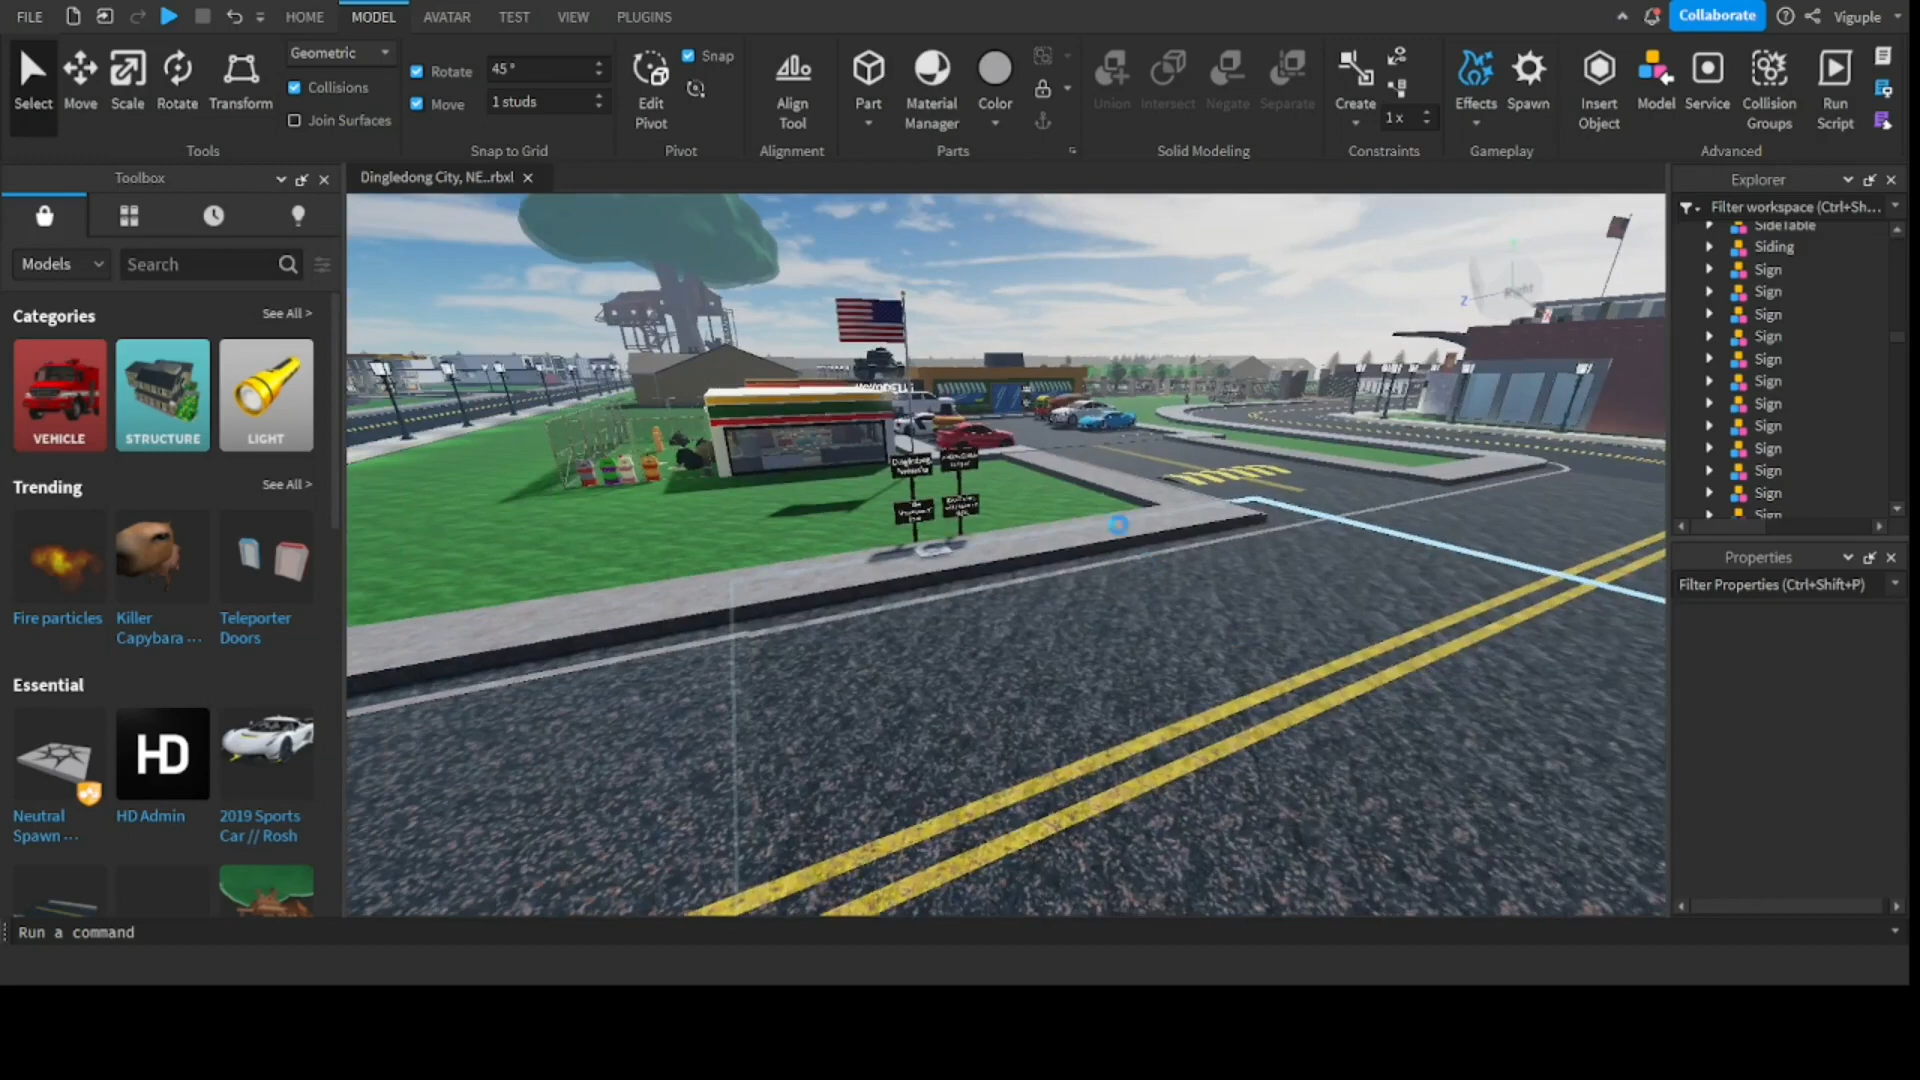 FILE HOME MODEL AVATAR TEST VIEW PLUGINS Collaborate Viguple
Select Move Scale Rotate Transform
Geometric
Collisions
Join Surfaces
Tools
Rotate 45 °
Move 1 studs
Snap to Grid
Edit Pivot
Snap
Pivot
Align Tool
Alignment
Part
Material Manager
Color
Parts
Union Intersect Negate Separate
Solid Modeling
Create
1 x
Constraints
Effects Spawn
Gameplay
Insert Object
Model
Service
Collision Groups
Run Script
Advanced
Toolbox
Dingledong City, NE...rbxl
Models
Search
Categories See All >
VEHICLE STRUCTURE LIGHT
Trending See All >
Fire particles
Killer Capybara ...
Teleporter Doors
Essential
HD
Neutral Spawn ...
HD Admin
2019 Sports Car // Rosh
Right
Z
Explorer
Filter workspace (Ctrl+Sh...
SideTable
Siding
Sign
Sign
Sign
Sign
Sign
Sign
Sign
Sign
Sign
Sign
Sign
Sign
Properties
Filter Properties (Ctrl+Shift+P)
Run a command